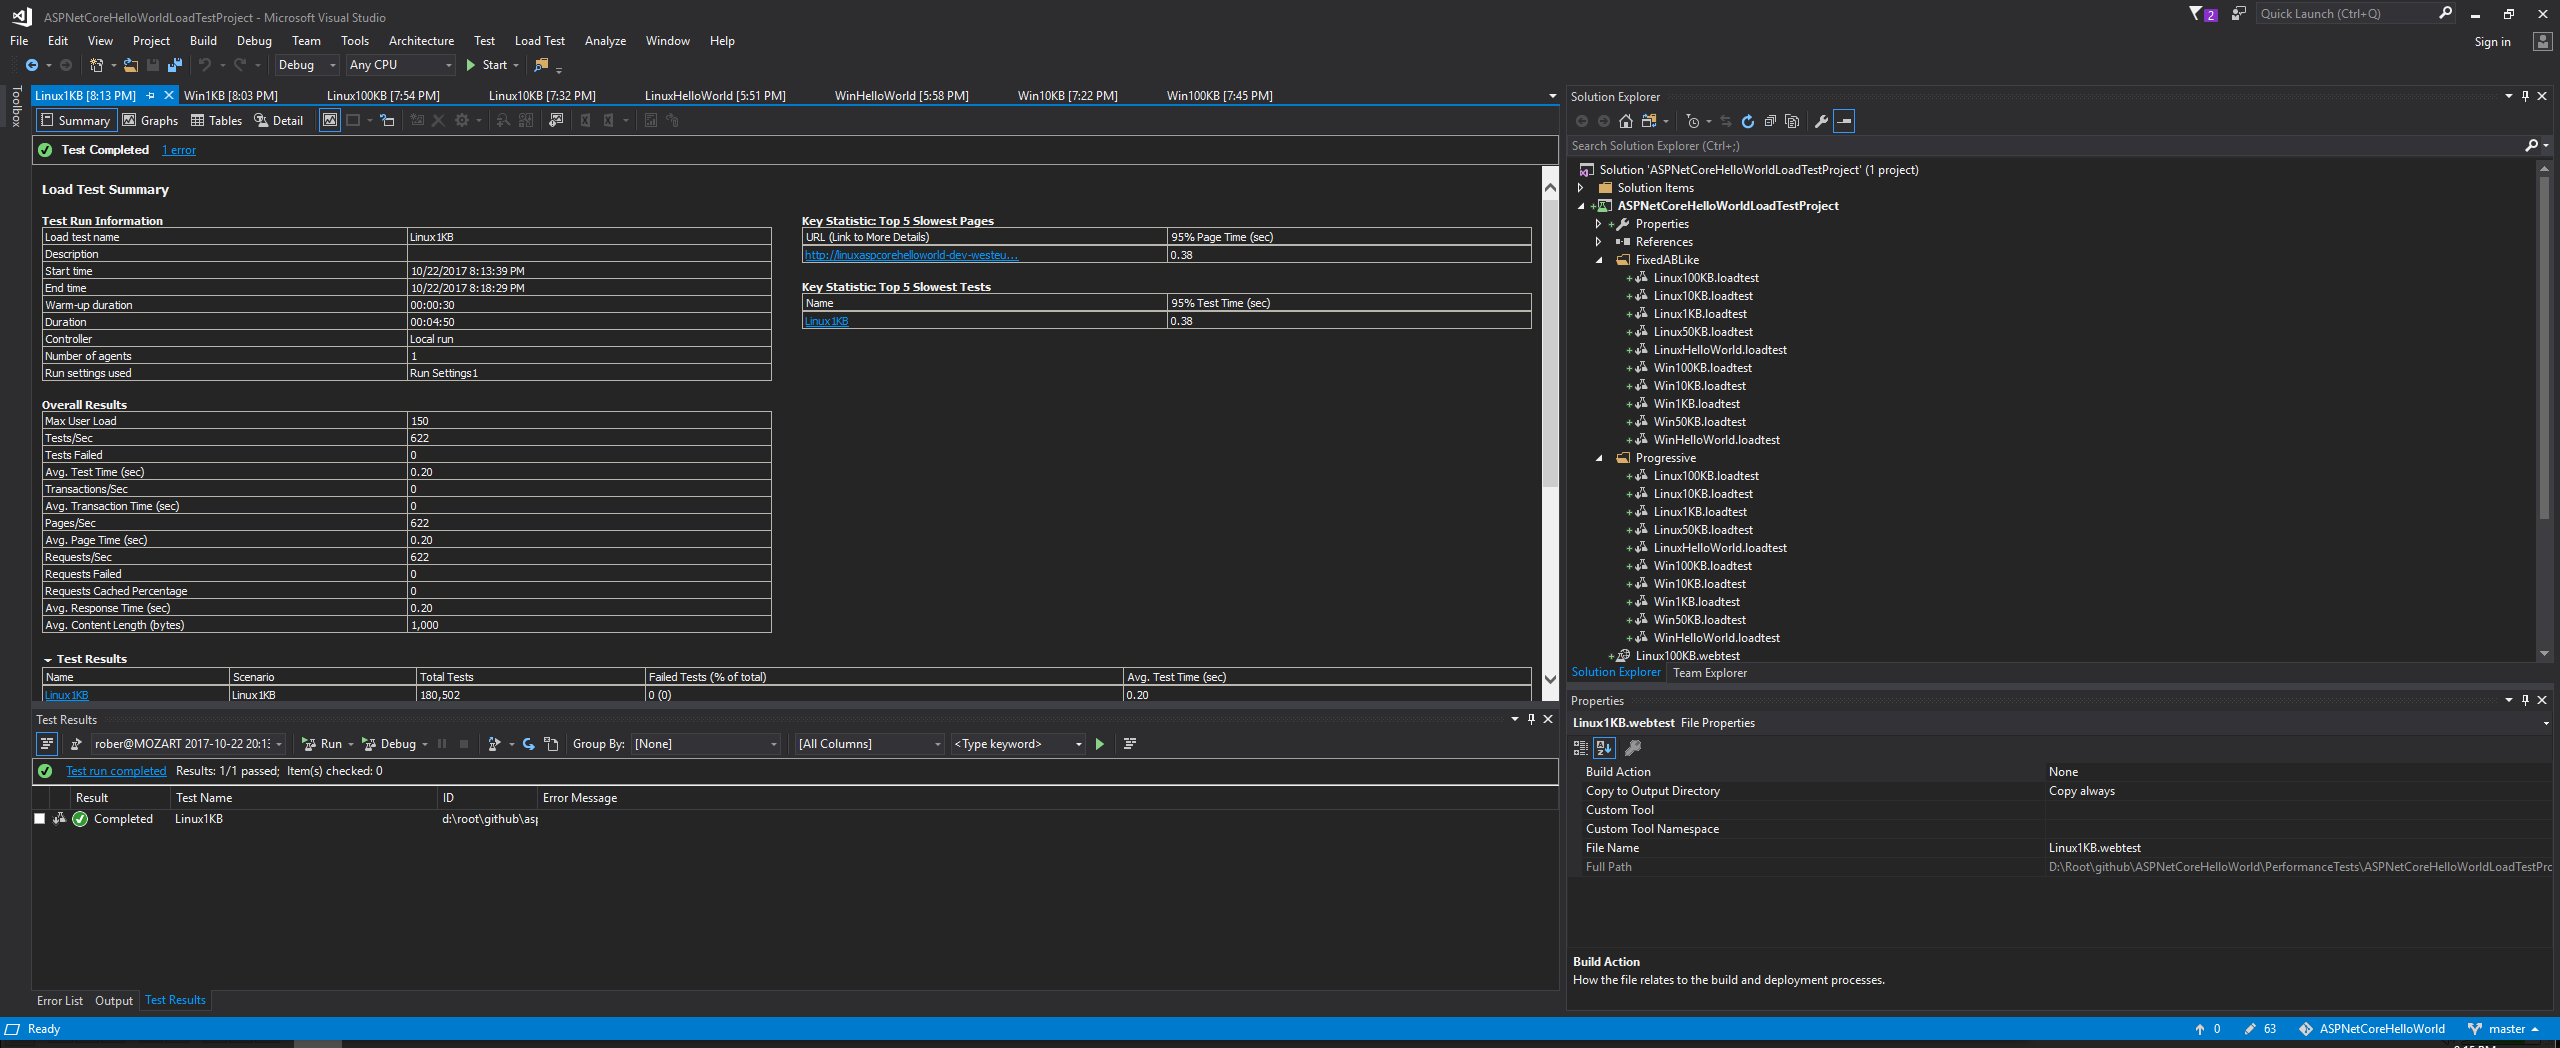 ASPNetCoreHelloWorldLoadTestProject - Microsoft Visual Studio
2
Quick Launch (Ctrl+Q)
File Edit View Project Build Debug Team Tools Architecture Test Load Test Analyze Window Help
Sign in
Debug Any CPU Start
Toolbox
Linux1KB [8:13 PM] Win1KB [8:03 PM] Linux100KB [7:54 PM] Linux10KB [7:32 PM] LinuxHelloWorld [5:51 PM] WinHelloWorld [5:58 PM] Win10KB [7:22 PM] Win100KB [7:45 PM]
Summary Graphs Tables Detail
Test Completed 1 error
Load Test Summary
Test Run Information
Load test name Linux1KB
Description
Start time 10/22/2017 8:13:39 PM
End time 10/22/2017 8:18:29 PM
Warm-up duration 00:00:30
Duration 00:04:50
Controller Local run
Number of agents 1
Run settings used Run Settings1
Overall Results
Max User Load 150
Tests/Sec 622
Tests Failed 0
Avg. Test Time (sec) 0.20
Transactions/Sec 0
Avg. Transaction Time (sec) 0
Pages/Sec 622
Avg. Page Time (sec) 0.20
Requests/Sec 622
Requests Failed 0
Requests Cached Percentage 0
Avg. Response Time (sec) 0.20
Avg. Content Length (bytes) 1,000
Key Statistic: Top 5 Slowest Pages
URL (Link to More Details) 95% Page Time (sec)
http://linuxaspcorehelloworld-dev-westeu... 0.38
Key Statistic: Top 5 Slowest Tests
Name 95% Test Time (sec)
Linux1KB 0.38
Test Results
Name Scenario Total Tests Failed Tests (% of total) Avg. Test Time (sec)
Linux1KB Linux1KB 180,502 0 (0) 0.20
Test Results
rober@MOZART 2017-10-22 20:13 Run Debug Group By: [None] [All Columns] <Type keyword>
Test run completed Results: 1/1 passed; Item(s) checked: 0
Result Test Name ID Error Message
Completed Linux1KB d:\root\github\asp
Error List Output Test Results
Solution Explorer
Search Solution Explorer (Ctrl+;)
Solution 'ASPNetCoreHelloWorldLoadTestProject' (1 project)
Solution Items
ASPNetCoreHelloWorldLoadTestProject
Properties
References
FixedABLike
Linux100KB.loadtest
Linux10KB.loadtest
Linux1KB.loadtest
Linux50KB.loadtest
LinuxHelloWorld.loadtest
Win100KB.loadtest
Win10KB.loadtest
Win1KB.loadtest
Win50KB.loadtest
WinHelloWorld.loadtest
Progressive
Linux100KB.loadtest
Linux10KB.loadtest
Linux1KB.loadtest
Linux50KB.loadtest
LinuxHelloWorld.loadtest
Win100KB.loadtest
Win10KB.loadtest
Win1KB.loadtest
Win50KB.loadtest
WinHelloWorld.loadtest
Linux100KB.webtest
Solution Explorer Team Explorer
Properties
Linux1KB.webtest File Properties
Build Action None
Copy to Output Directory Copy always
Custom Tool
Custom Tool Namespace
File Name Linux1KB.webtest
Full Path D:\Root\github\ASPNetCoreHelloWorld\PerformanceTests\ASPNetCoreHelloWorldLoadTestPro
Build Action
How the file relates to the build and deployment processes.
Ready 0 63 ASPNetCoreHelloWorld master